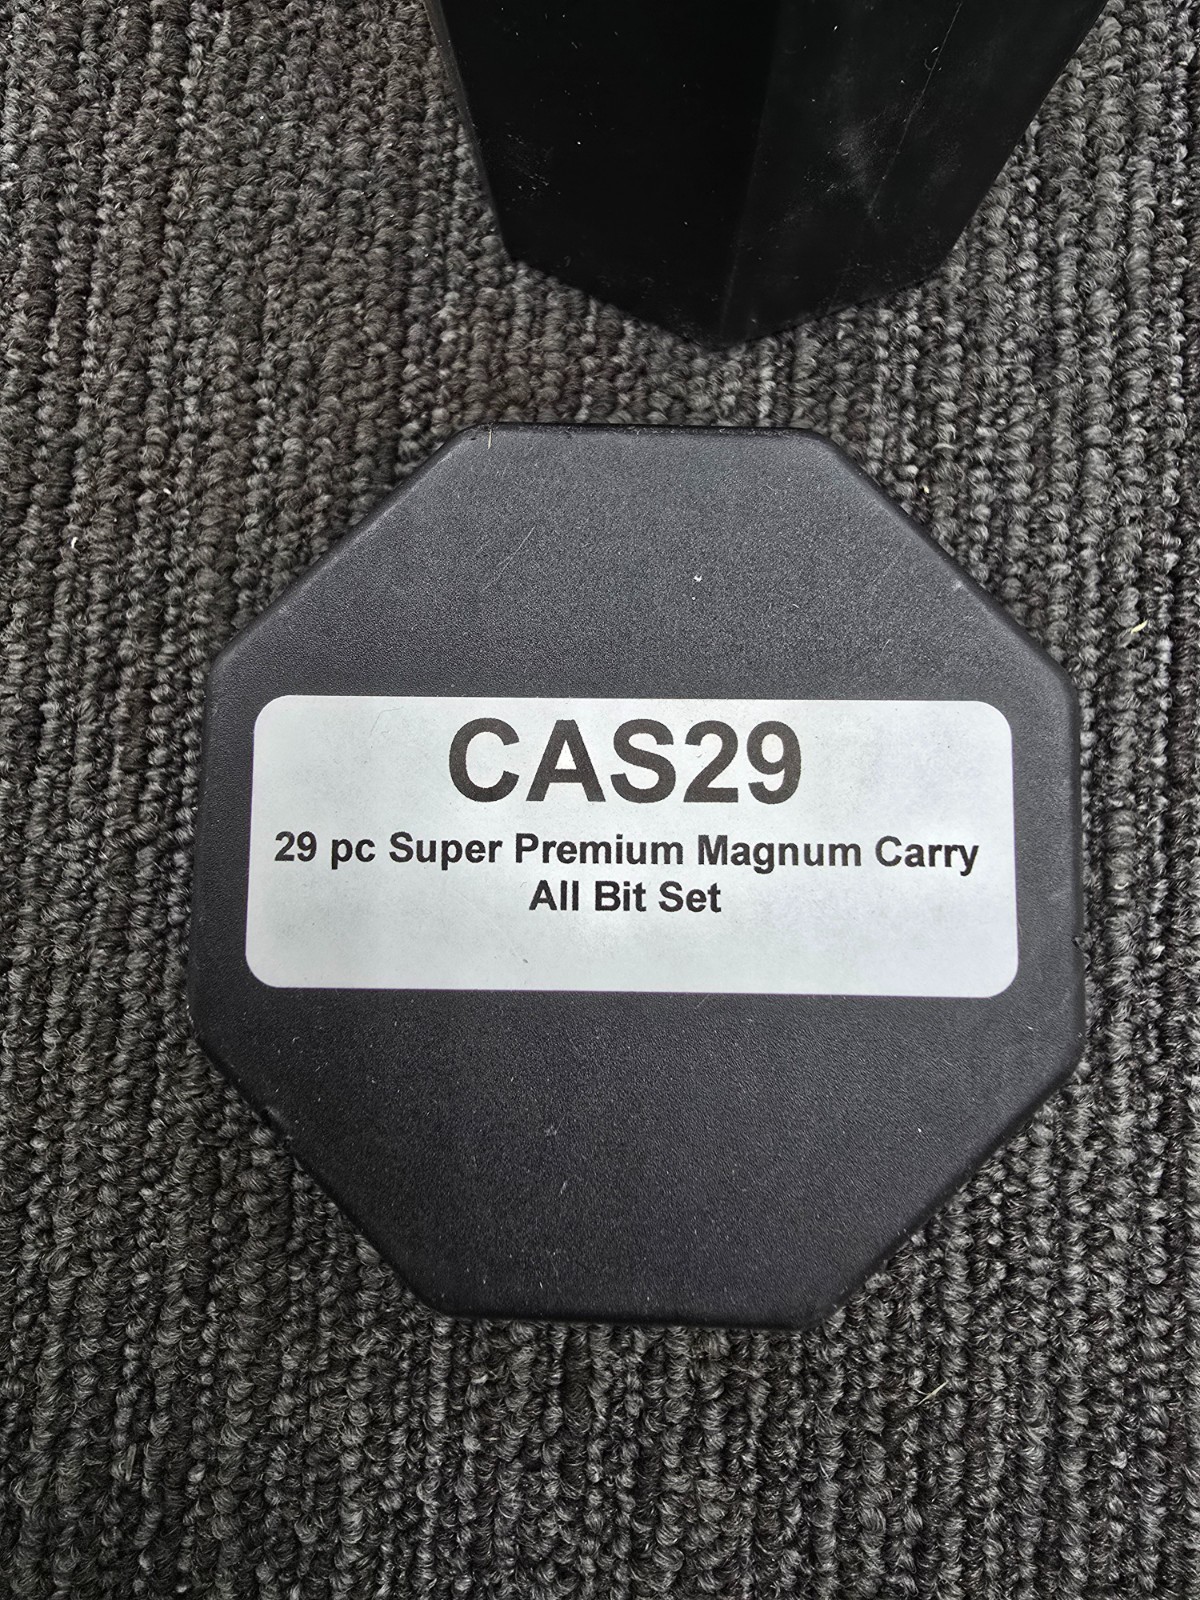 CAS29
29 pc Super Premium Magnum Carry
All Bit Set